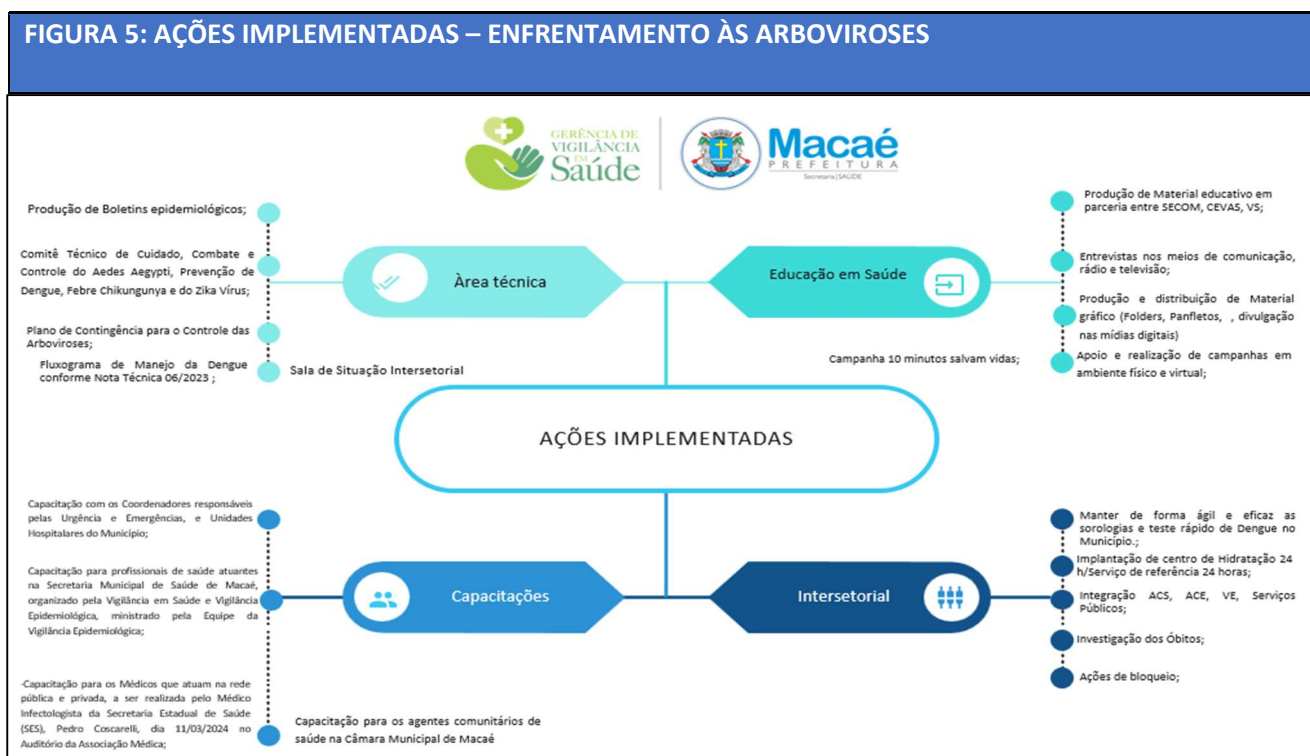 FIGURA 5: AÇÕES IMPLEMENTADAS – ENFRENTAMENTO ÀS ARBOVIROSES
GERÊNCIA DE
VIGILÂNCIA
EM
Saúde
Macaé
PREFEITURA
Secretaria|SAÚDE
Produção de Boletins epidemiológicos;
Comitê Técnico de Cuidado, Combate e
Controle do Aedes Aegypti, Prevenção de
Dengue, Febre Chikungunya e do Zika Vírus;
Plano de Contingência para o Controle das
Arboviroses;
Fluxograma de Manejo da Dengue
conforme Nota Técnica 06/2023 ;
Sala de Situação Intersetorial
Àrea técnica
Educação em Saúde
Produção de Material educativo em
parceria entre SECOM, CEVAS, VS;
Entrevistas nos meios de comunicação,
rádio e televisão;
Produção e distribuição de Material
gráfico (Folders, Panfletos, , divulgação
nas mídias digitais)
Apoio e realização de campanhas em
ambiente físico e virtual;
Campanha 10 minutos salvam vidas;
AÇÕES IMPLEMENTADAS
Capacitação com os Coordenadores responsáveis
pelas Urgência e Emergências, e Unidades
Hospitalares do Município;
Capacitação para profissionais de saúde atuantes
na Secretaria Municipal de Saúde de Macaé,
organizado pela Vigilância em Saúde e Vigilância
Epidemiológica, ministrado pela Equipe da
Vigilância Epidemiológica;
-Capacitação para os Médicos que atuam na rede
pública e privada, a ser realizada pelo Médico
Infectologista da Secretaria Estadual de Saúde
(SES), Pedro Coscarelli, dia 11/03/2024 no
Auditório da Associação Médica;
Capacitação para os agentes comunitários de
saúde na Câmara Municipal de Macaé
Capacitações
Intersetorial
Manter de forma ágil e eficaz as
sorologias e teste rápido de Dengue no
Município.;
Implantação de centro de Hidratação 24
h/Serviço de referência 24 horas;
Integração ACS, ACE, VE, Serviços
Públicos;
Investigação dos Óbitos;
Ações de bloqueio;